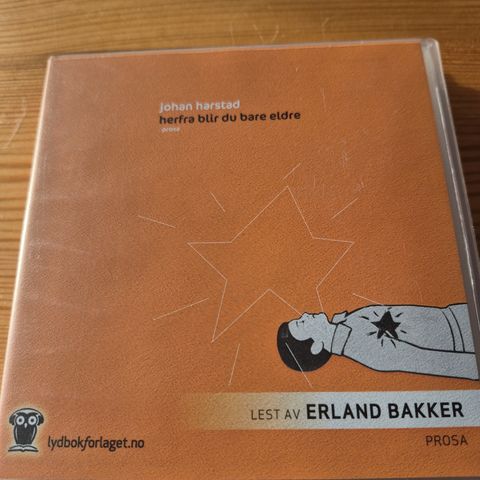 johan harstad
herfra blir du bare eldre
prosa
LEST AV ERLAND BAKKER
PROSA
lydbokforlaget.no